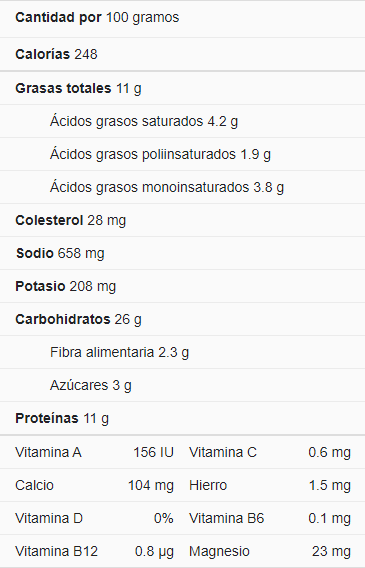 Cantidad por 100 gramos
Calorías 248
Grasas totales 11 g
Ácidos grasos saturados 4.2 g
Ácidos grasos poliinsaturados 1.9 g
Ácidos grasos monoinsaturados 3.8 g
Colesterol 28 mg
Sodio 658 mg
Potasio 208 mg
Carbohidratos 26 g
Fibra alimentaria 2.3 g
Azúcares 3 g
Proteínas 11 g
Vitamina A 156 IU Vitamina C 0.6 mg
Calcio 104 mg Hierro 1.5 mg
Vitamina D 0% Vitamina B6 0.1 mg
Vitamina B12 0.8 µg Magnesio 23 mg